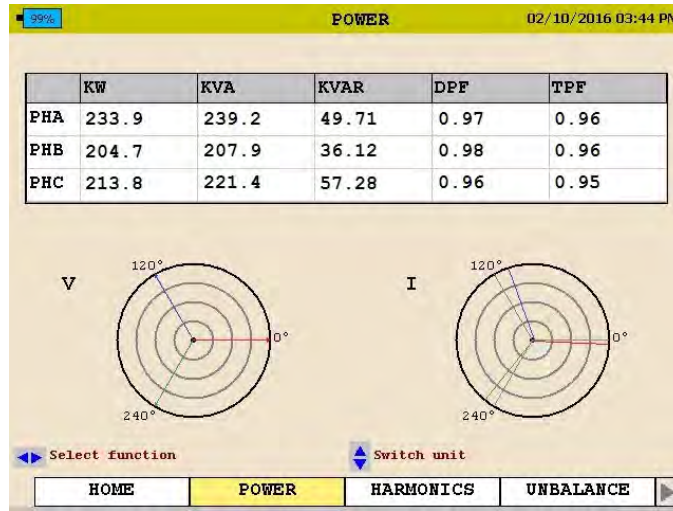 99% POWER 02/10/2016 03:44 PM
KW KVA KVAR DPF TPF
PHA 233.9 239.2 49.71 0.97 0.96
PHB 204.7 207.9 36.12 0.98 0.96
PHC 213.8 221.4 57.28 0.96 0.95
120° 120°
V I
0° 0°
240° 240°
Select function Switch unit
HOME POWER HARMONICS UNBALANCE